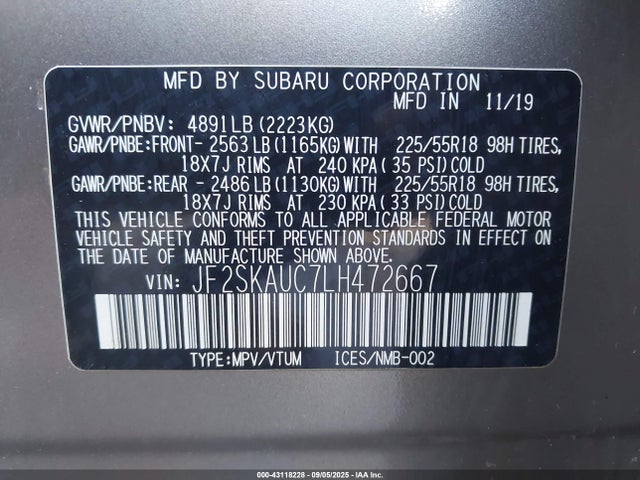 MFD BY SUBARU CORPORATION
MFD IN 11/19
GVWR/PNBV: 4891LB(2223KG)
GAWR/PNBE:FRONT- 2563LB(1165KG)WITH 225/55R18 98H TIRES,
18X7J RIMS AT 240 KPA(35 PSI)COLD
GAWR/PNBE:REAR - 2486LB(1130KG)WITH 225/55R18 98H TIRES,
18X7J RIMS AT 230 KPA(33 PSI)COLD
THIS VEHICLE CONFORMS TO ALL APPLICABLE FEDERAL MOTOR
VEHICLE SAFETY AND THEFT PREVENTION STANDARDS IN EFFECT
ON THE DATE OF MANUFACTURE SHOWN ABOVE.
VIN: JF2SKAUC7LH472667
TYPE:MPV/VTUM ICES/NMB-002
000-43118228 - 09/05/2025 - IAA Inc.